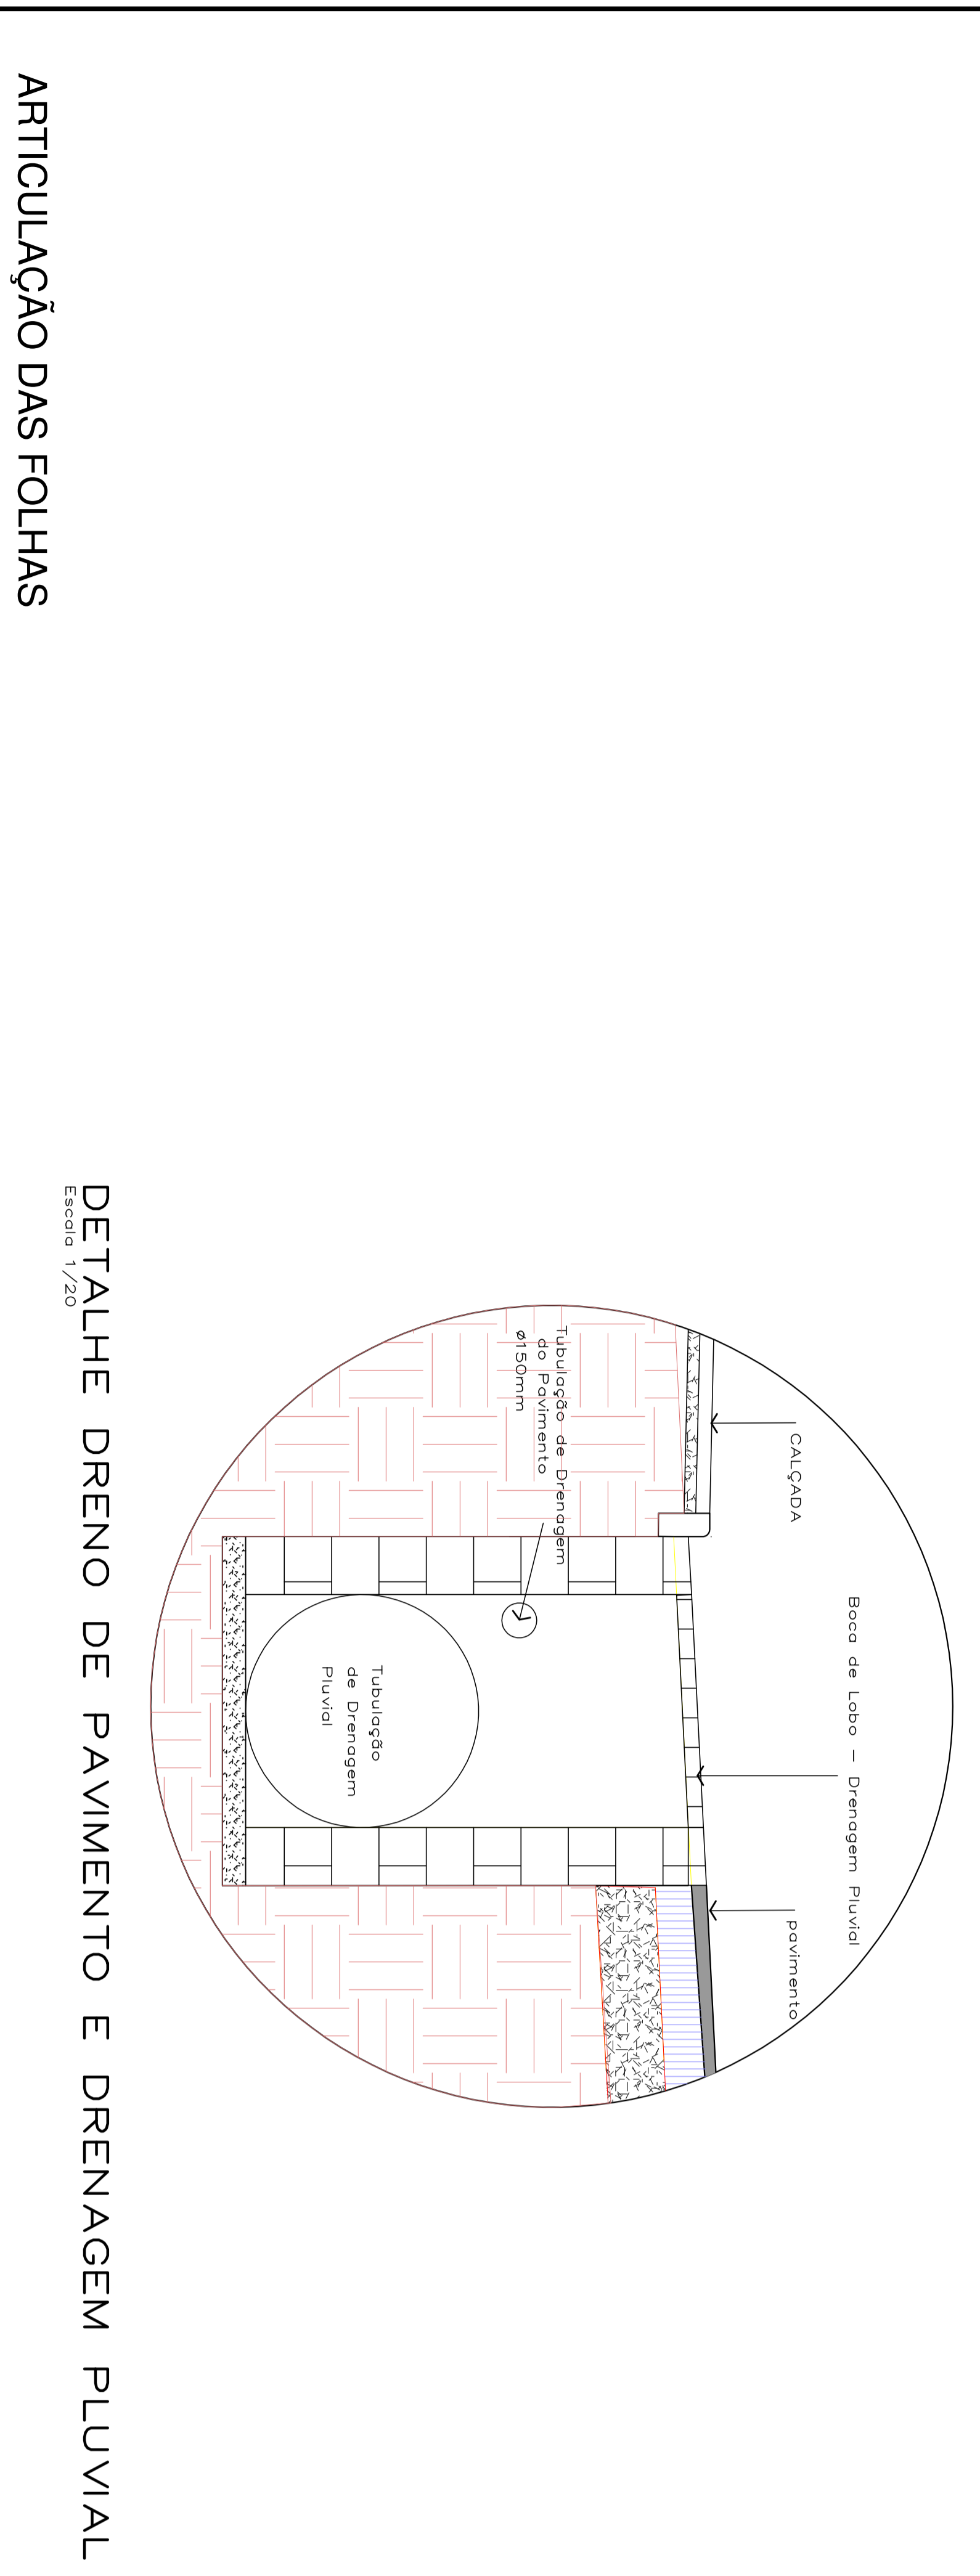 CALÇADA
Boca de Lobo - Drenagem Pluvial
pavimento
Tubulação de Drenagem
do Pavimento
ø150mm
Tubulação
de Drenagem
Pluvial
DETALHE DRENO DE PAVIMENTO E DRENAGEM PLUVIAL
Escala 1/20
ARTICULAÇÃO DAS FOLHAS